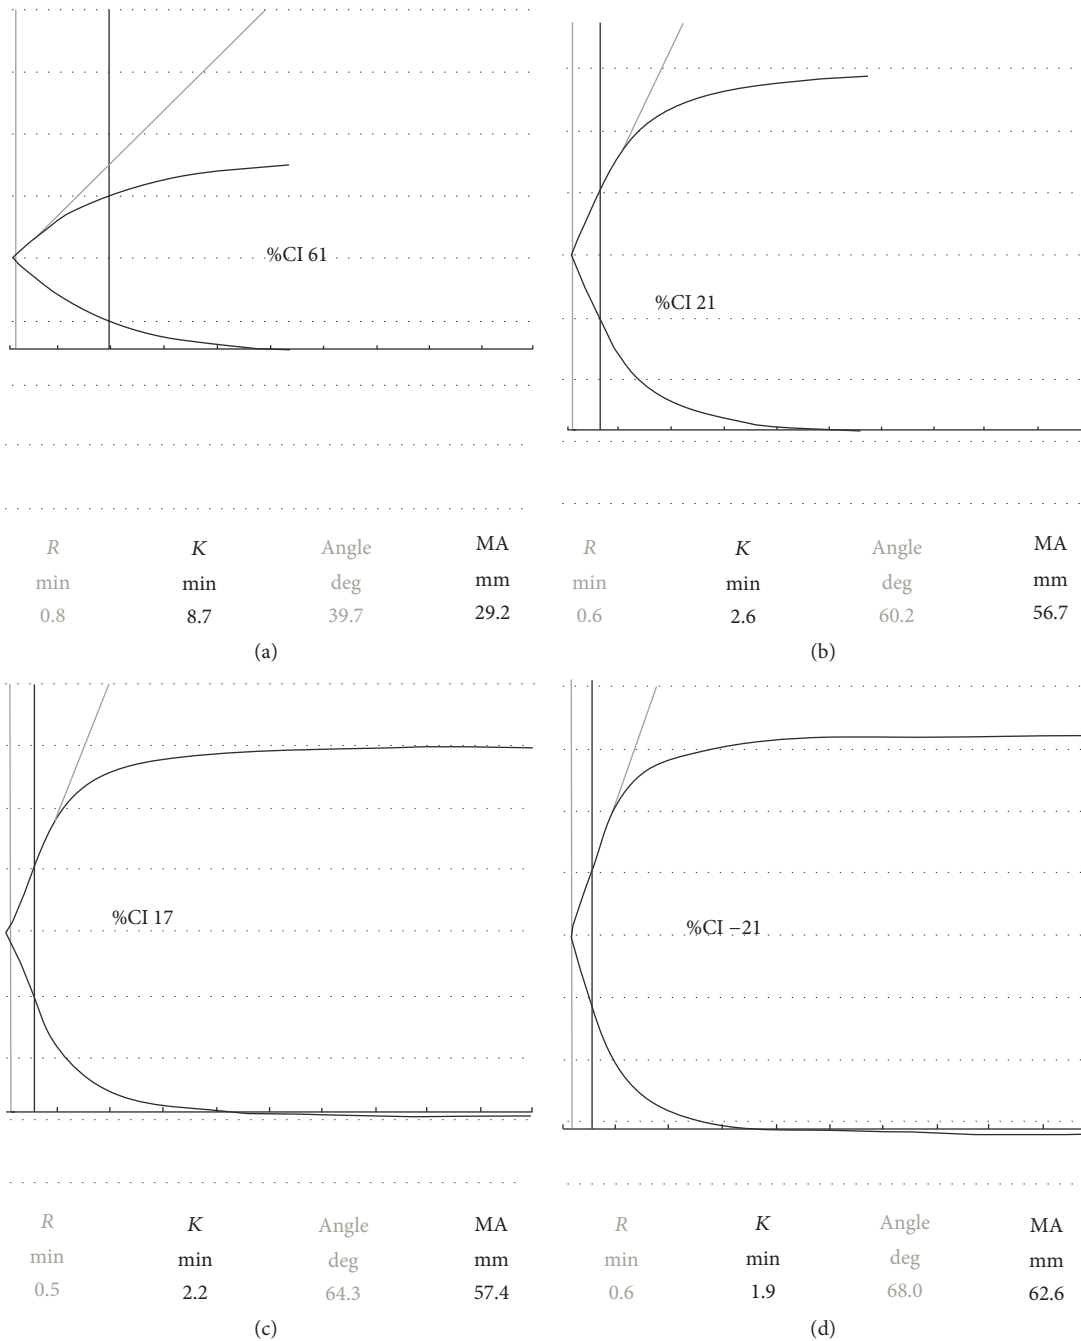 %CI 61
R K Angle MA
min min deg mm
0.8 8.7 39.7 29.2
(a)
%CI 21
R K Angle MA
min min deg mm
0.6 2.6 60.2 56.7
(b)
%CI 17
R K Angle MA
min min deg mm
0.5 2.2 64.3 57.4
(c)
%CI −21
R K Angle MA
min min deg mm
0.6 1.9 68.0 62.6
(d)